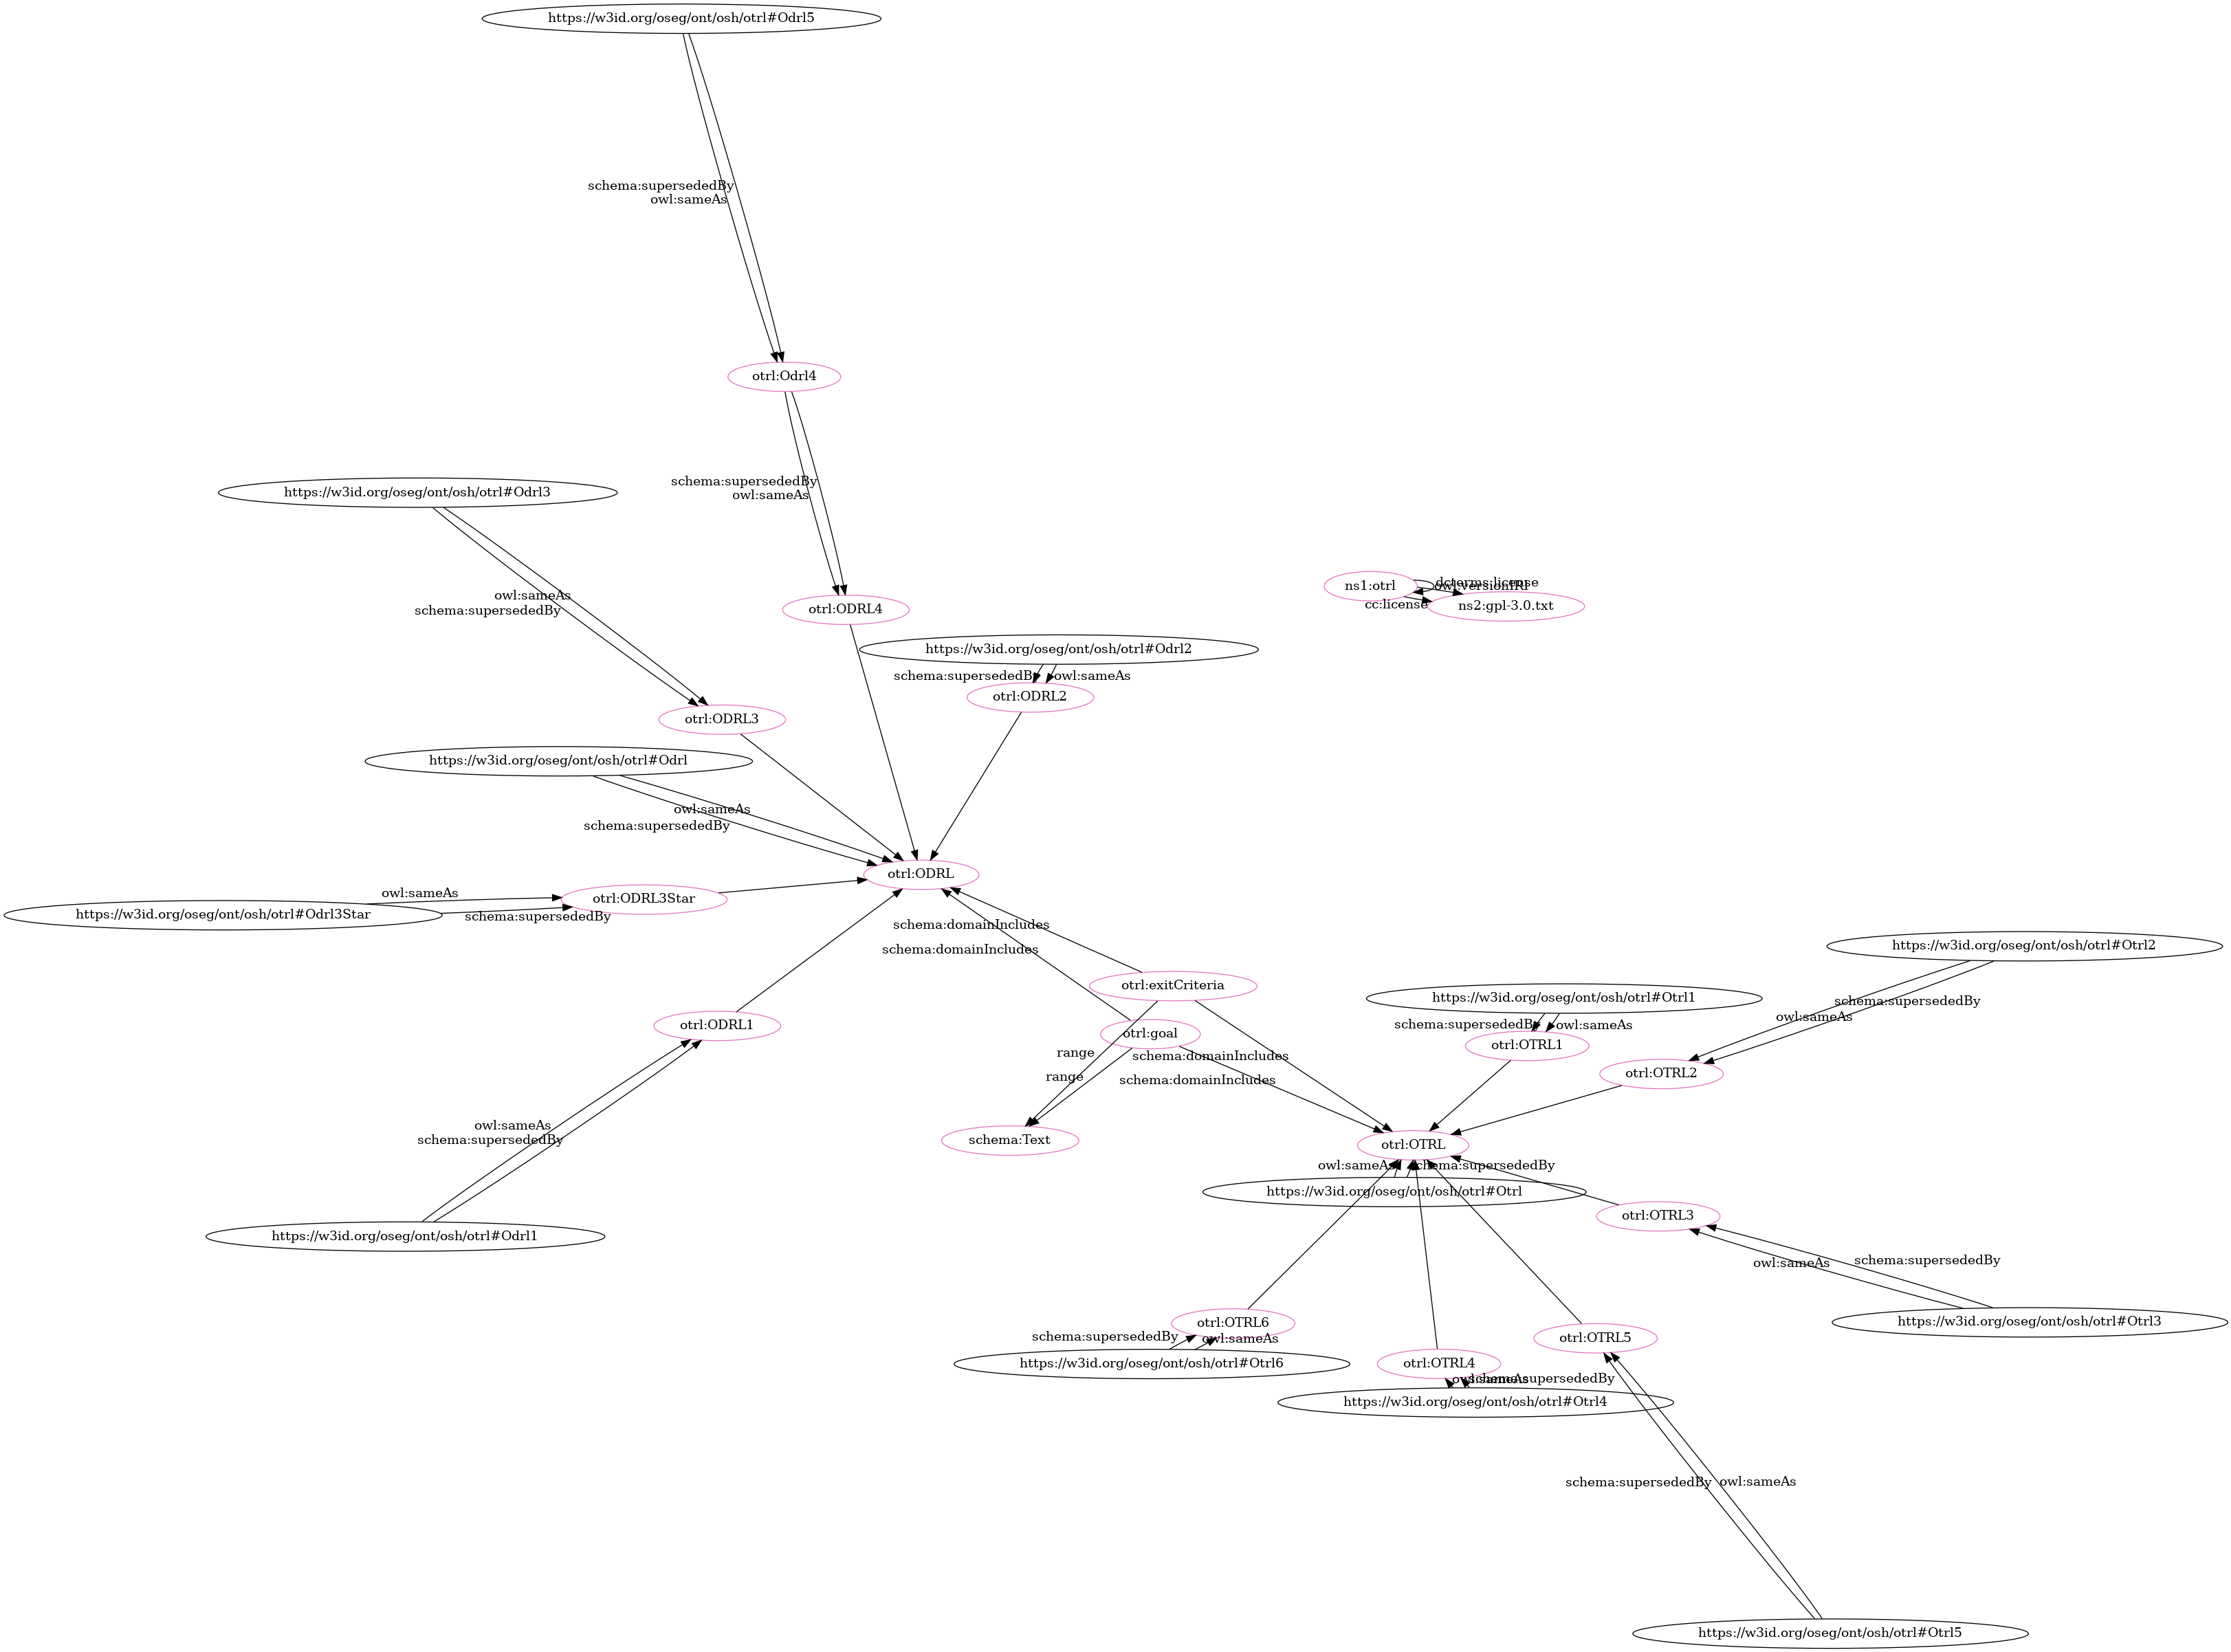 https://w3id.org/oseg/ont/osh/otrl#Odrl5
schema:supersededBy
owl:sameAs
otrl:Odrl4
schema:supersededBy
owl:sameAs
https://w3id.org/oseg/ont/osh/otrl#Odrl3
owl:sameAs
schema:supersededBy
otrl:ODRL4
ns1:otrl
dcterms:license
owl:versionIRI
cc:license
ns2:gpl-3.0.txt
https://w3id.org/oseg/ont/osh/otrl#Odrl2
schema:supersededBy
owl:sameAs
otrl:ODRL2
otrl:ODRL3
https://w3id.org/oseg/ont/osh/otrl#Odrl
owl:sameAs
schema:supersededBy
otrl:ODRL
owl:sameAs
otrl:ODRL3Star
https://w3id.org/oseg/ont/osh/otrl#Odrl3Star
schema:supersededBy
schema:domainIncludes
schema:domainIncludes
https://w3id.org/oseg/ont/osh/otrl#Otrl2
otrl:exitCriteria
https://w3id.org/oseg/ont/osh/otrl#Otrl1
schema:supersededBy
owl:sameAs
otrl:ODRL1
otrl:goal
schema:supersededBy
owl:sameAs
otrl:OTRL1
range
schema:domainIncludes
otrl:OTRL2
range
schema:domainIncludes
owl:sameAs
schema:supersededBy
schema:Text
otrl:OTRL
owl:sameAs
schema:supersededBy
https://w3id.org/oseg/ont/osh/otrl#Otrl
otrl:OTRL3
https://w3id.org/oseg/ont/osh/otrl#Odrl1
schema:supersededBy
owl:sameAs
otrl:OTRL6
https://w3id.org/oseg/ont/osh/otrl#Otrl3
schema:supersededBy
owl:sameAs
otrl:OTRL5
https://w3id.org/oseg/ont/osh/otrl#Otrl6
otrl:OTRL4
owl:sameAs
schema:supersededBy
https://w3id.org/oseg/ont/osh/otrl#Otrl4
schema:supersededBy
owl:sameAs
https://w3id.org/oseg/ont/osh/otrl#Otrl5